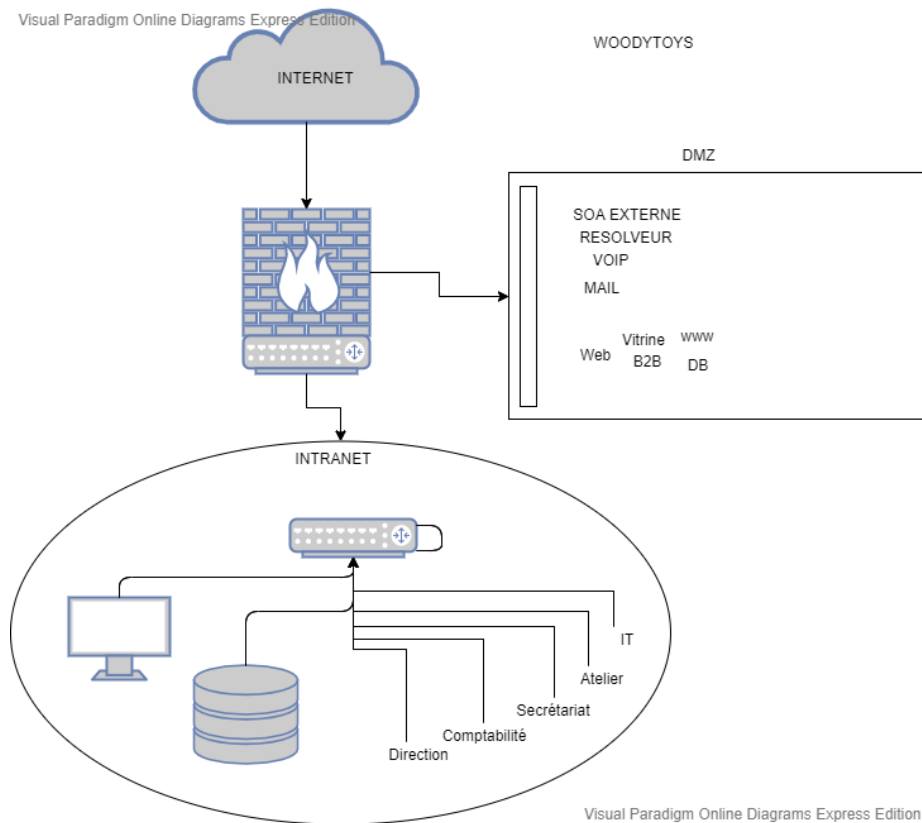 Visual Paradigm Online Diagrams Express Edition
WOODYTOYS
INTERNET
DMZ
SOA EXTERNE
RESOLVEUR
VOIP
MAIL
Web
Vitrine
B2B
www
DB
INTRANET
IT
Atelier
Secrétariat
Comptabilité
Direction
Visual Paradigm Online Diagrams Express Edition